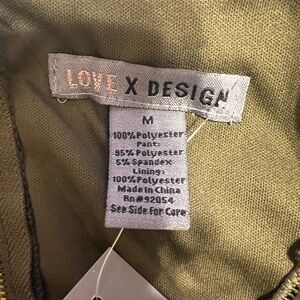 LOVE X DESIGN
M
100%Polyester
Pant:
95% Polyester
5% Spandex
Lining:
100%Polyester
Made in China
Rn#92054
See Side For Care